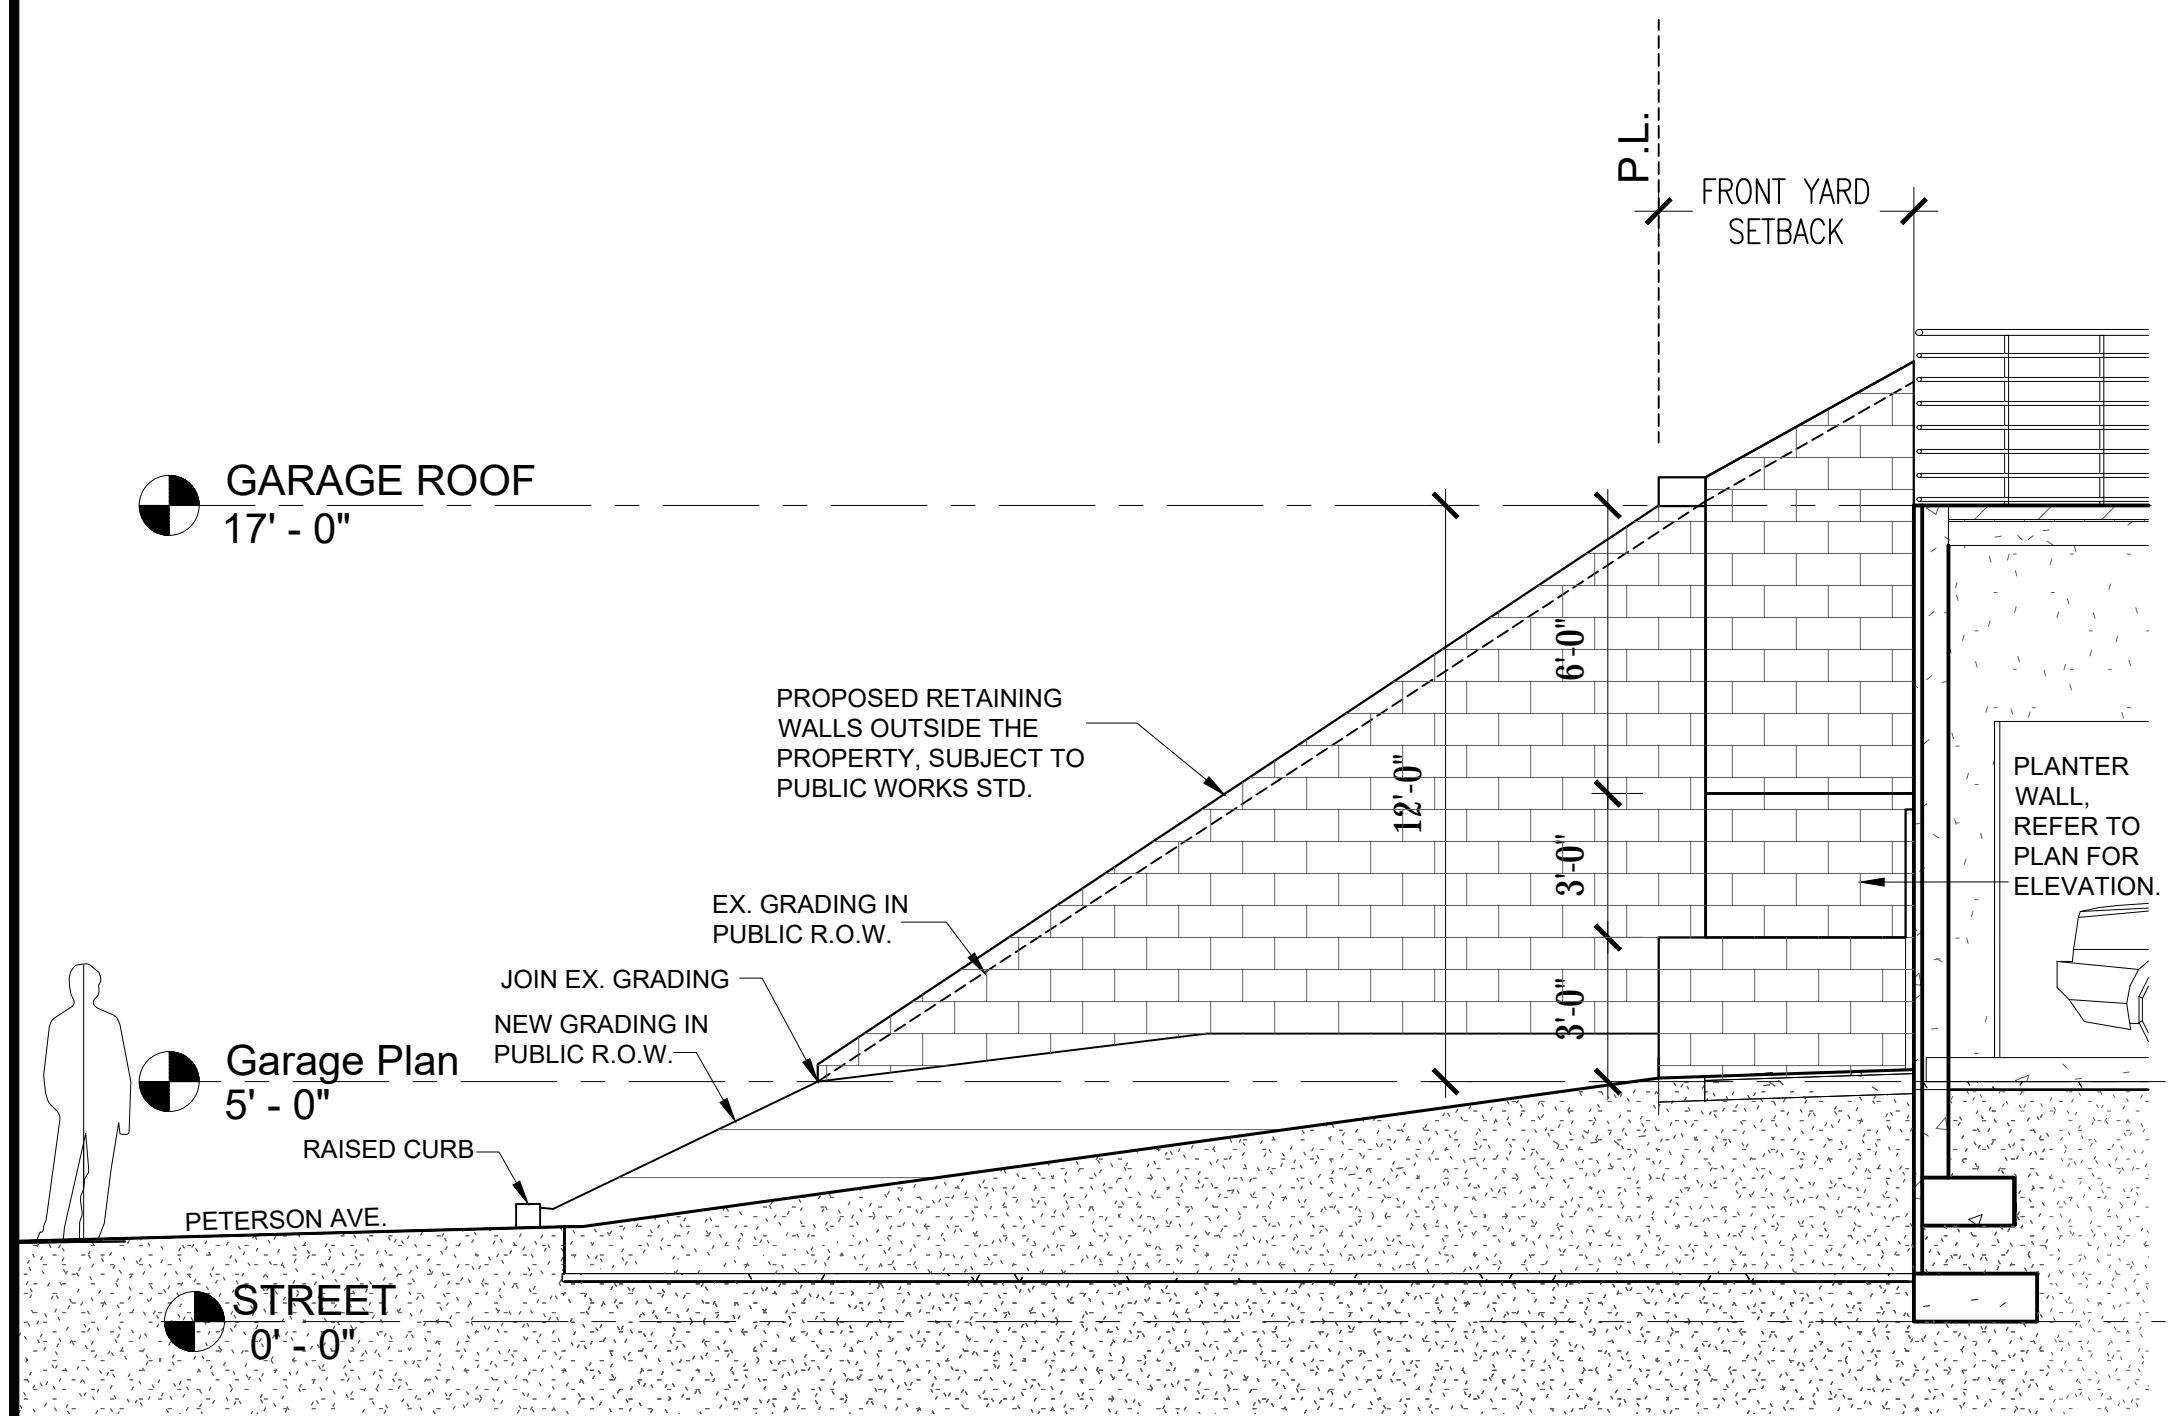 P.L.
FRONT YARD
SETBACK
GARAGE ROOF
17' - 0"
PROPOSED RETAINING
WALLS OUTSIDE THE
PROPERTY, SUBJECT TO
PUBLIC WORKS STD.
6'-0"
12'-0"
3'-0"
3'-0"
PLANTER
WALL,
REFER TO
PLAN FOR
ELEVATION.
EX. GRADING IN
PUBLIC R.O.W.
JOIN EX. GRADING
NEW GRADING IN
PUBLIC R.O.W.
Garage Plan
5' - 0"
RAISED CURB
PETERSON AVE.
STREET
0' - 0"